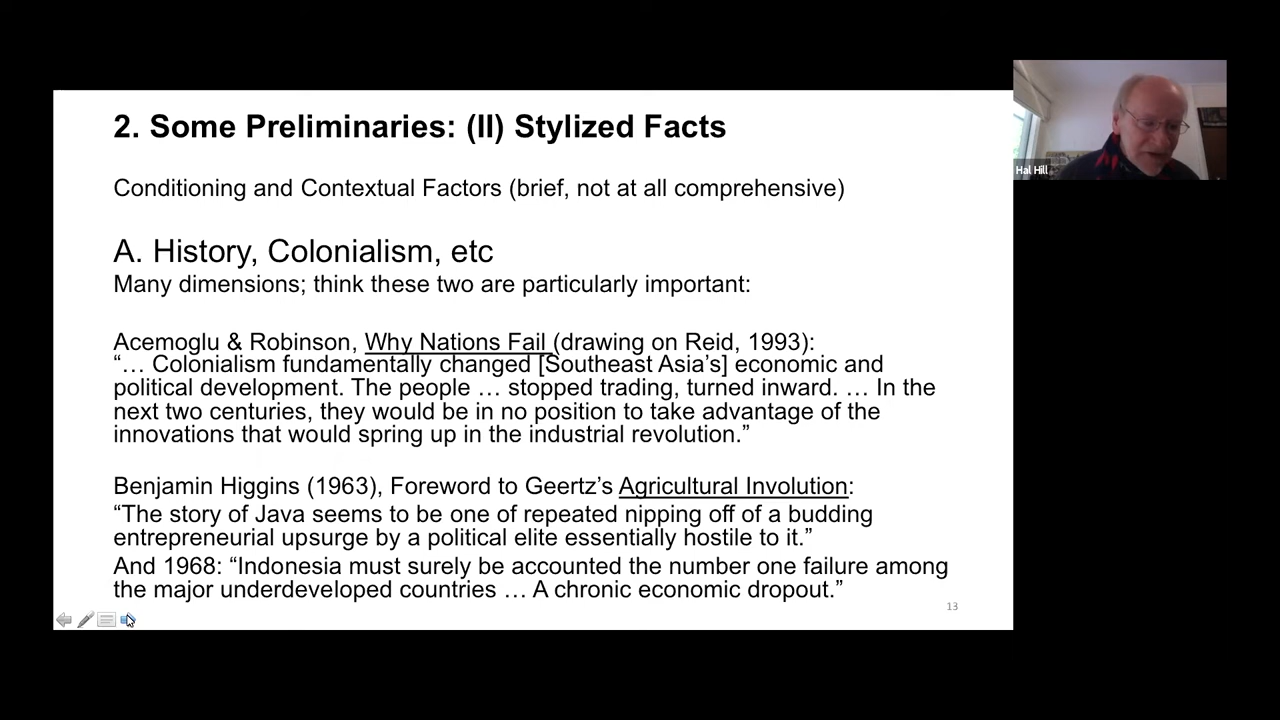 2. Some Preliminaries: (II) Stylized Facts
Conditioning and Contextual Factors (brief, not at all comprehensive)
A. History, Colonialism, etc
Many dimensions; think these two are particularly important:
Acemoglu & Robinson, Why Nations Fail (drawing on Reid, 1993):
“… Colonialism fundamentally changed [Southeast Asia’s] economic and
political development. The people … stopped trading, turned inward. … In the
next two centuries, they would be in no position to take advantage of the
innovations that would spring up in the industrial revolution.”
Benjamin Higgins (1963), Foreword to Geertz’s Agricultural Involution:
“The story of Java seems to be one of repeated nipping off of a budding
entrepreneurial upsurge by a political elite essentially hostile to it.”
And 1968: “Indonesia must surely be accounted the number one failure among
the major underdeveloped countries … A chronic economic dropout.”
13
Hal Hill